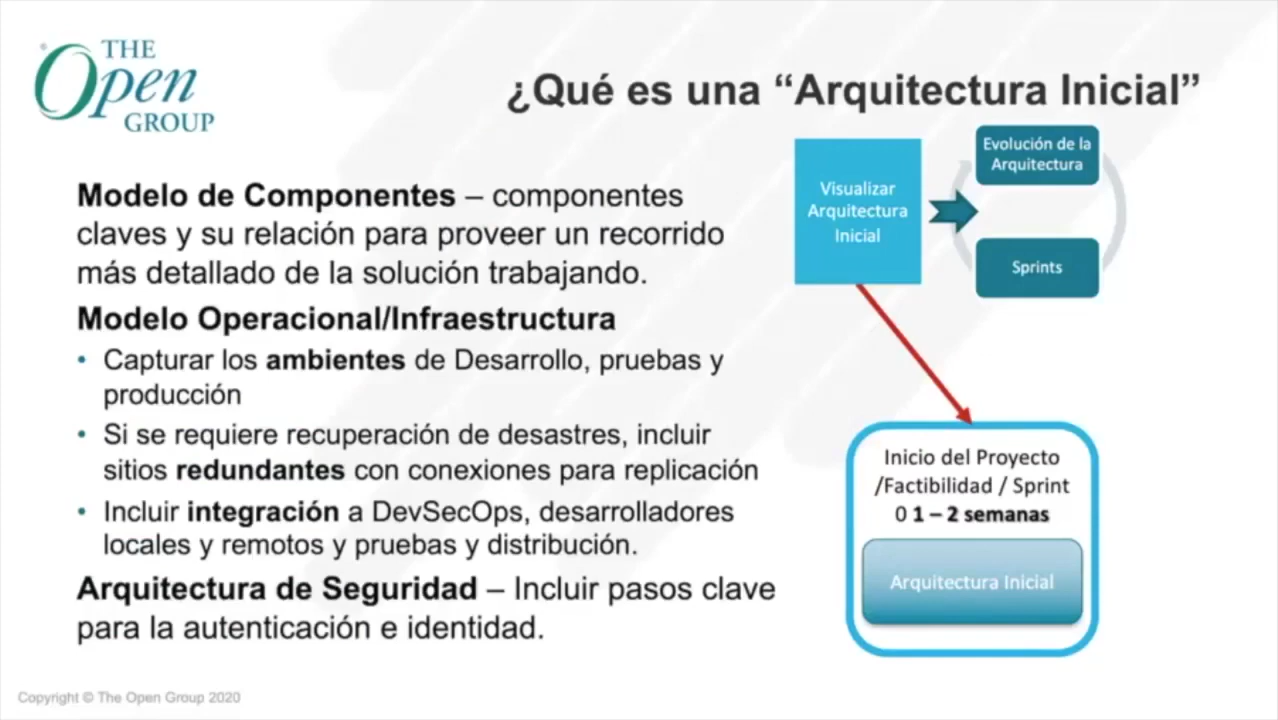 THE
Open
GROUP
¿Qué es una “Arquitectura Inicial”
Modelo de Componentes – componentes
claves y su relación para proveer un recorrido
más detallado de la solución trabajando.
Modelo Operacional/Infraestructura
• Capturar los ambientes de Desarrollo, pruebas y
producción
• Si se requiere recuperación de desastres, incluir
sitios redundantes con conexiones para replicación
• Incluir integración a DevSecOps, desarrolladores
locales y remotos y pruebas y distribución.
Arquitectura de Seguridad – Incluir pasos clave
para la autenticación e identidad.
Visualizar
Arquitectura
Inicial
Evolución de la
Arquitectura
Sprints
Inicio del Proyecto
/Factibilidad / Sprint
0 1 – 2 semanas
Arquitectura Inicial
Copyright © The Open Group 2020